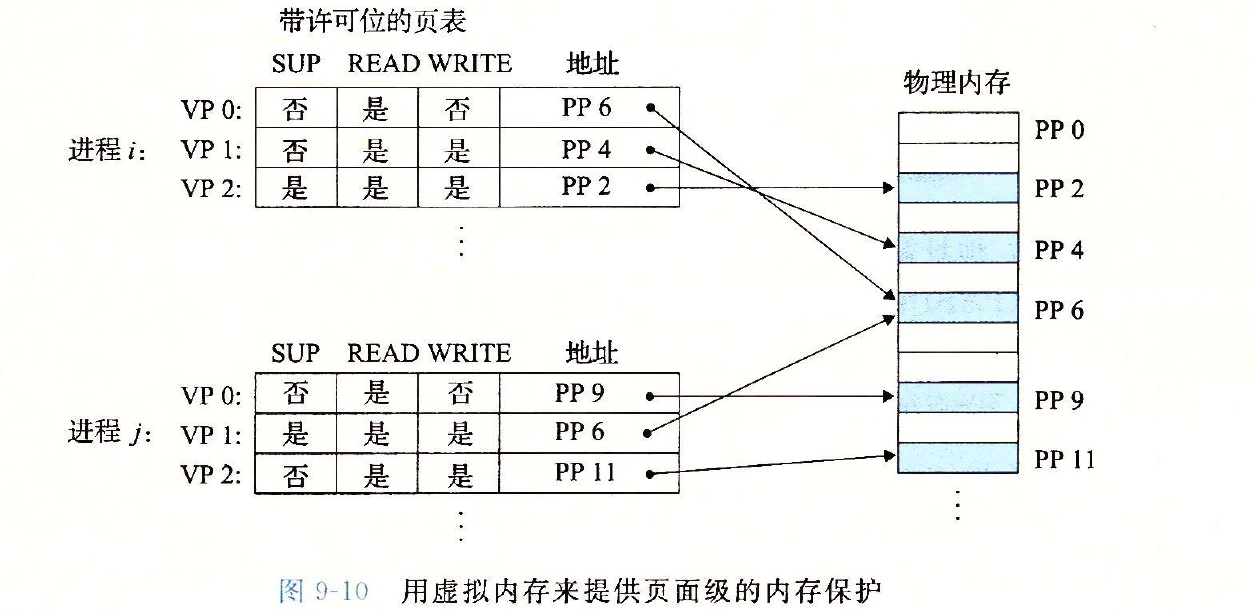 带许可位的页表
SUP READ WRITE 地址
物理内存
VP 0: 否 是 否 PP 6
PP 0
进程 i: VP 1: 否 是 是 PP 4
VP 2: 是 是 是 PP 2
PP 2
PP 4
PP 6
SUP READ WRITE 地址
VP 0: 否 是 否 PP 9
PP 9
进程 j: VP 1: 是 是 是 PP 6
VP 2: 否 是 是 PP 11
PP 11
图 9-10 用虚拟内存来提供页面级的内存保护